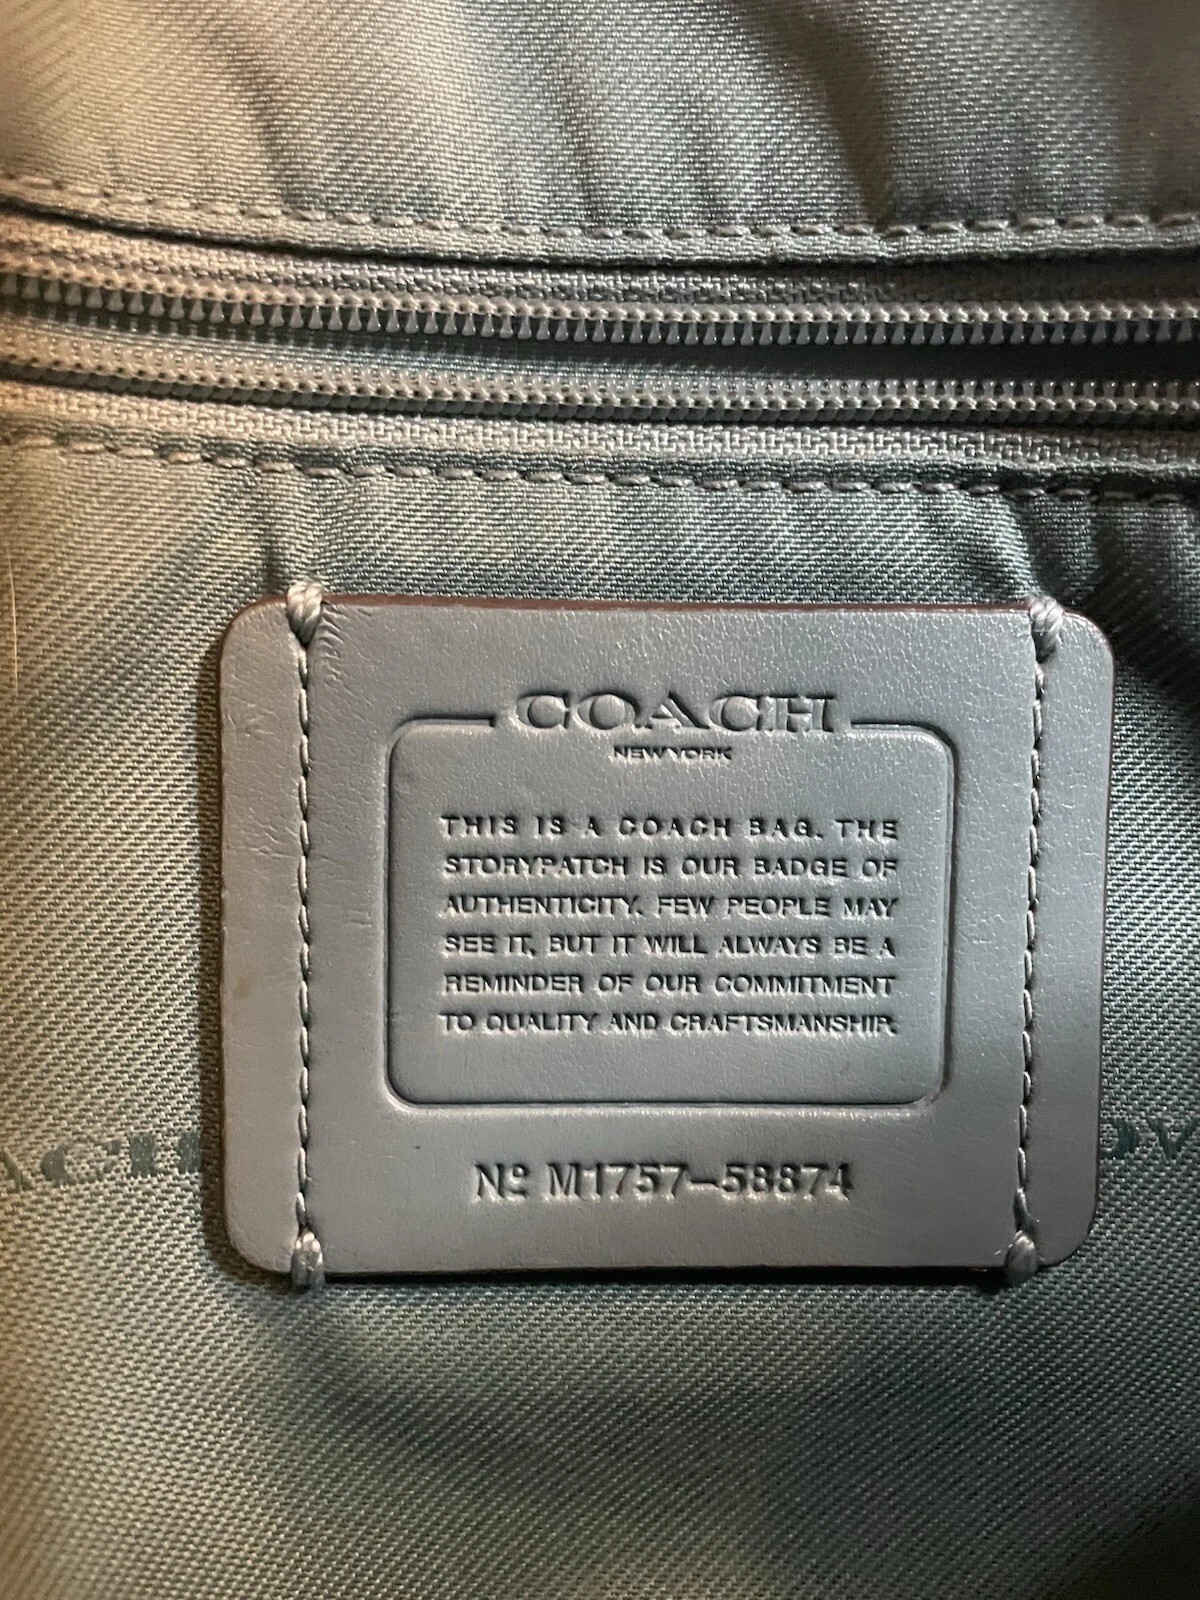 COACH
NEW YORK
THIS IS A COACH BAG. THE
STORYPATCH IS OUR BADGE OF
AUTHENTICITY. FEW PEOPLE MAY
SEE IT, BUT IT WILL ALWAYS BE A
REMINDER OF OUR COMMITMENT
TO QUALITY AND CRAFTSMANSHIP.
Nº M1757-58874